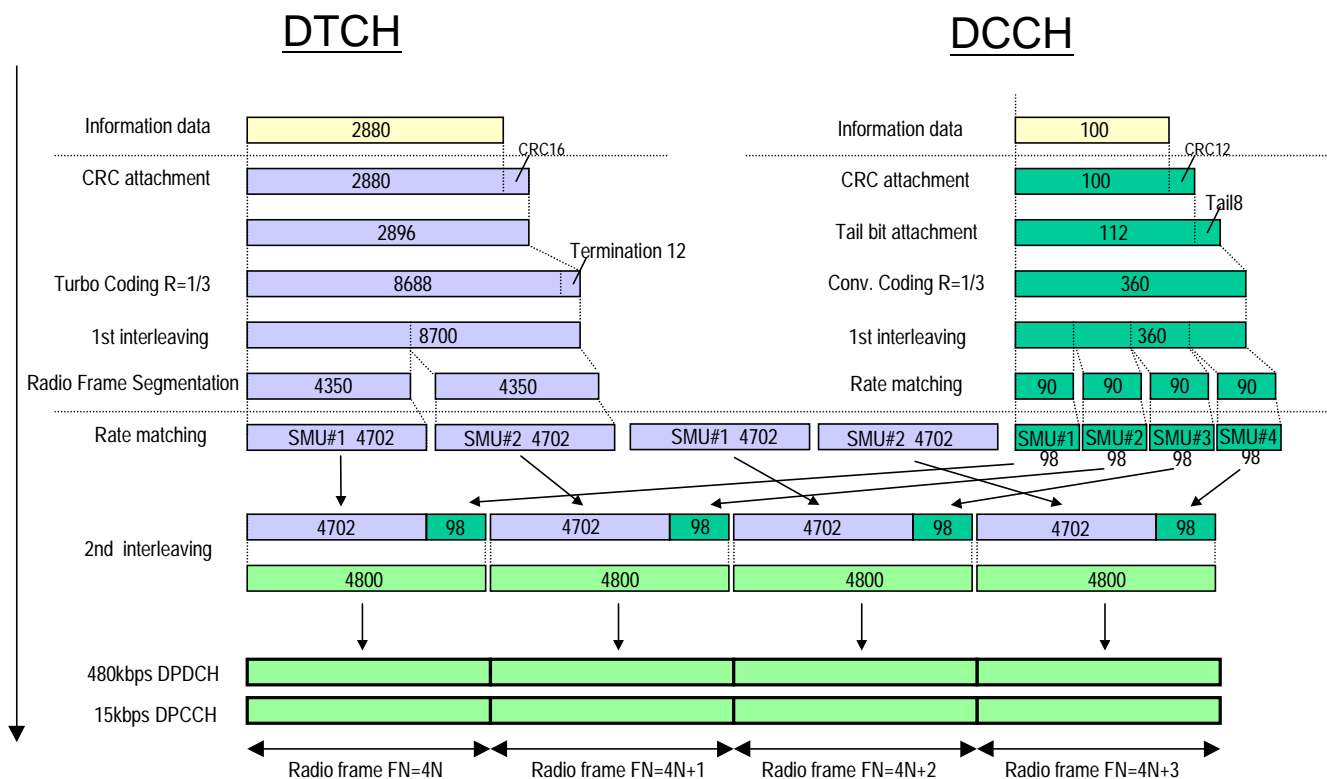 DTCH
DCCH
Information data
2880
Information data
100
CRC16
CRC12
CRC attachment
2880
CRC attachment
100
Tail8
2896
Tail bit attachment
112
Termination 12
Turbo Coding R=1/3
8688
Conv. Coding R=1/3
360
1st interleaving
8700
1st interleaving
360
Radio Frame Segmentation
4350
4350
Rate matching
90
90
90
90
Rate matching
SMU#1 4702
SMU#2 4702
SMU#1 4702
SMU#2 4702
SMU#1
SMU#2
SMU#3
SMU#4
98
98
98
98
2nd interleaving
4702
98
4702
98
4702
98
4702
98
4800
4800
4800
4800
480kbps DPDCH
15kbps DPCCH
Radio frame FN=4N
Radio frame FN=4N+1
Radio frame FN=4N+2
Radio frame FN=4N+3